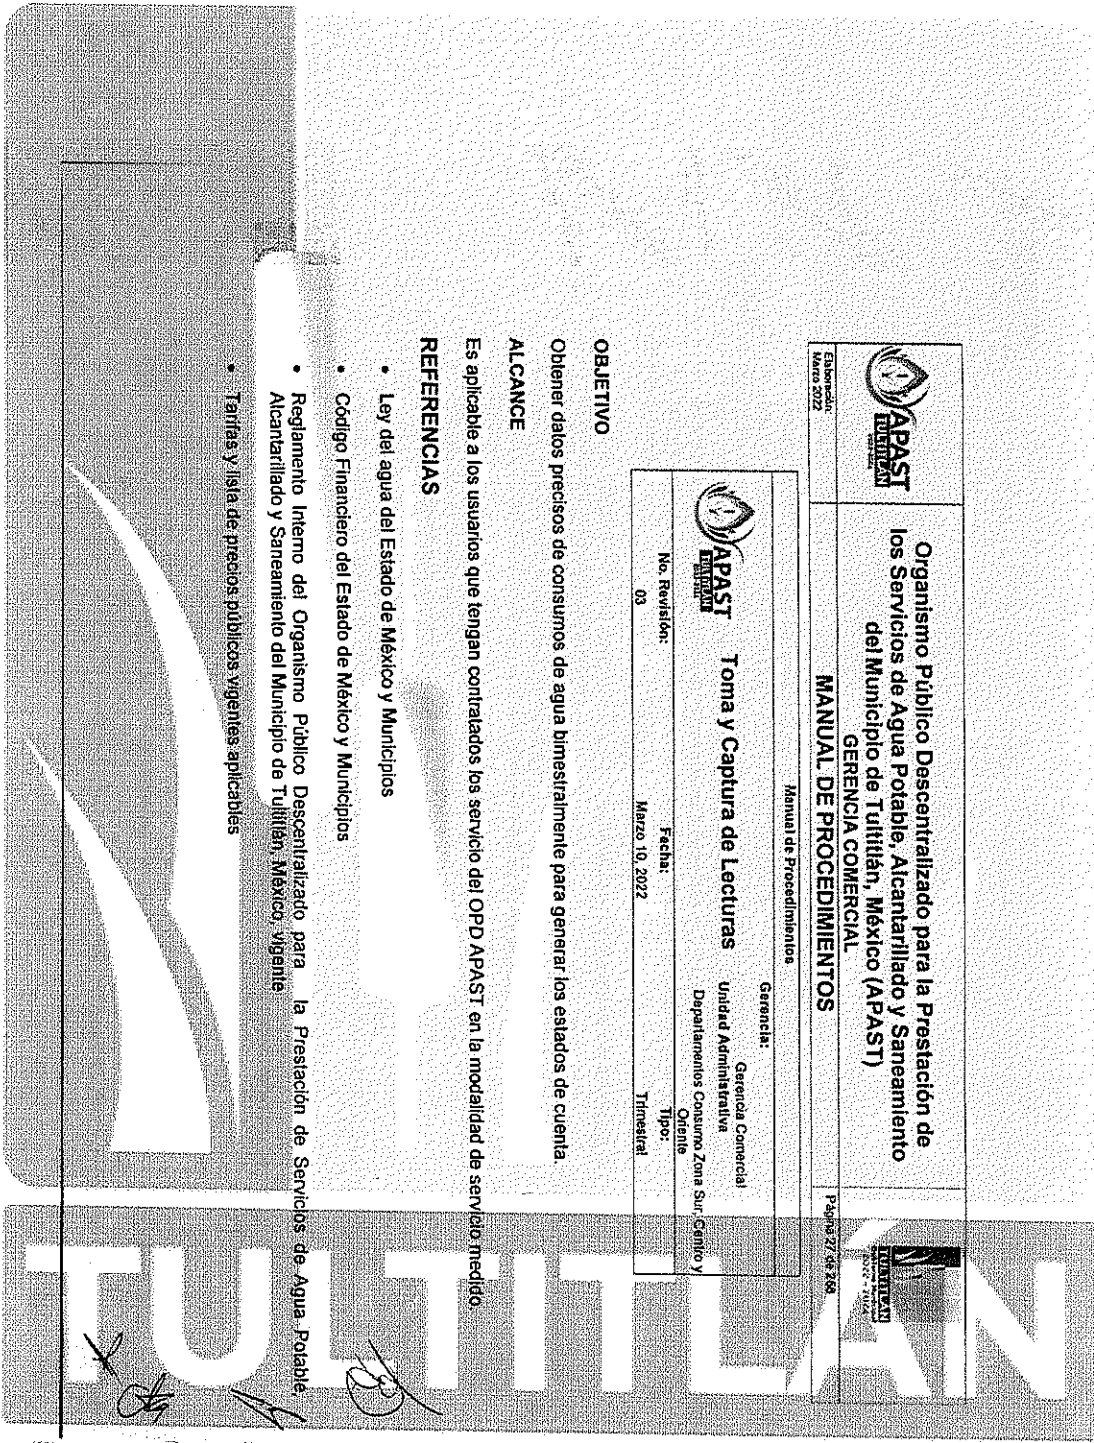 APAST
TULTITLÁN
Elaboración:
Marzo 2022
Organismo Público Descentralizado para la Prestación de
los Servicios de Agua Potable, Alcantarillado y Saneamiento
del Municipio de Tultitlán, México (APAST)
GERENCIA COMERCIAL
MANUAL DE PROCEDIMIENTOS
TULTITLÁN
2022 - 2024
Página 27 de 268
Manual de Procedimientos
APAST
TULTITLÁN
Toma y Captura de Lecturas
Gerencia:
Gerencia Comercial
Unidad Administrativa
Departamentos Consumo Zona Sur, Centro y
Oriente
No. Revisión:
03
Fecha:
Marzo 10, 2022
Tipo:
Trimestral
OBJETIVO
Obtener datos precisos de consumos de agua bimestralmente para generar los estados de cuenta.
ALCANCE
Es aplicable a los usuarios que tengan contratados los servicio del OPD APAST en la modalidad de servicio medido.
REFERENCIAS
• Ley del agua del Estado de México y Municipios
• Código Financiero del Estado de México y Municipios
• Reglamento Interno del Organismo Público Descentralizado para la Prestación de Servicios de Agua Potable,
Alcantarillado y Saneamiento del Municipio de Tultitlán, México, vigente
• Tarifas y lista de precios públicos vigentes aplicables
TULTITLÁN